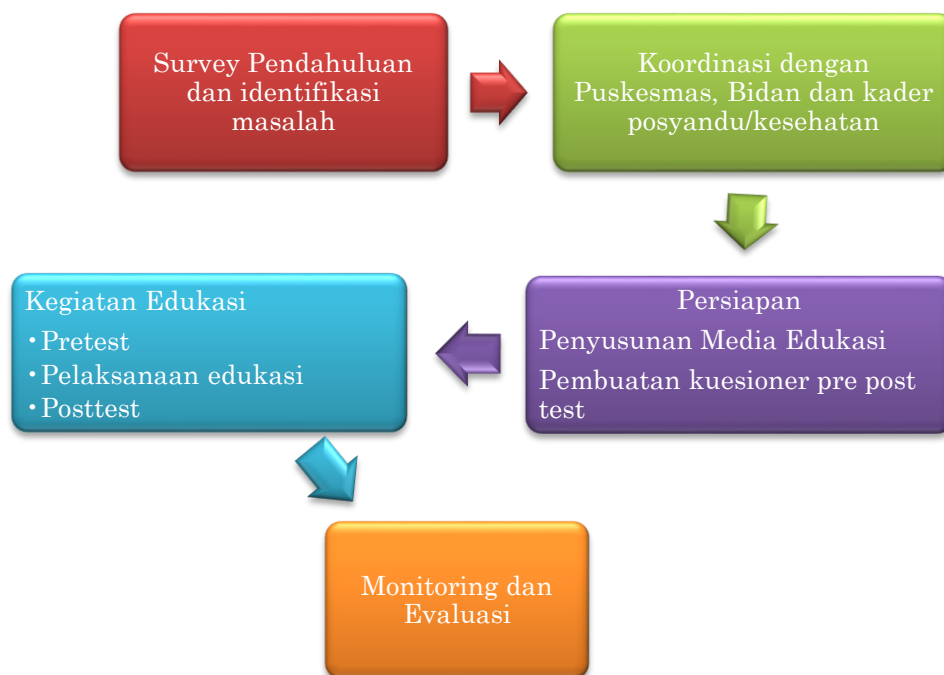 Survey Pendahuluan
dan identifikasi
masalah
Koordinasi dengan
Puskesmas, Bidan dan kader
posyandu/kesehatan
Persiapan
Penyusunan Media Edukasi
Pembuatan kuesioner pre post
test
Kegiatan Edukasi
•Pretest
•Pelaksanaan edukasi
•Posttest
Monitoring dan
Evaluasi